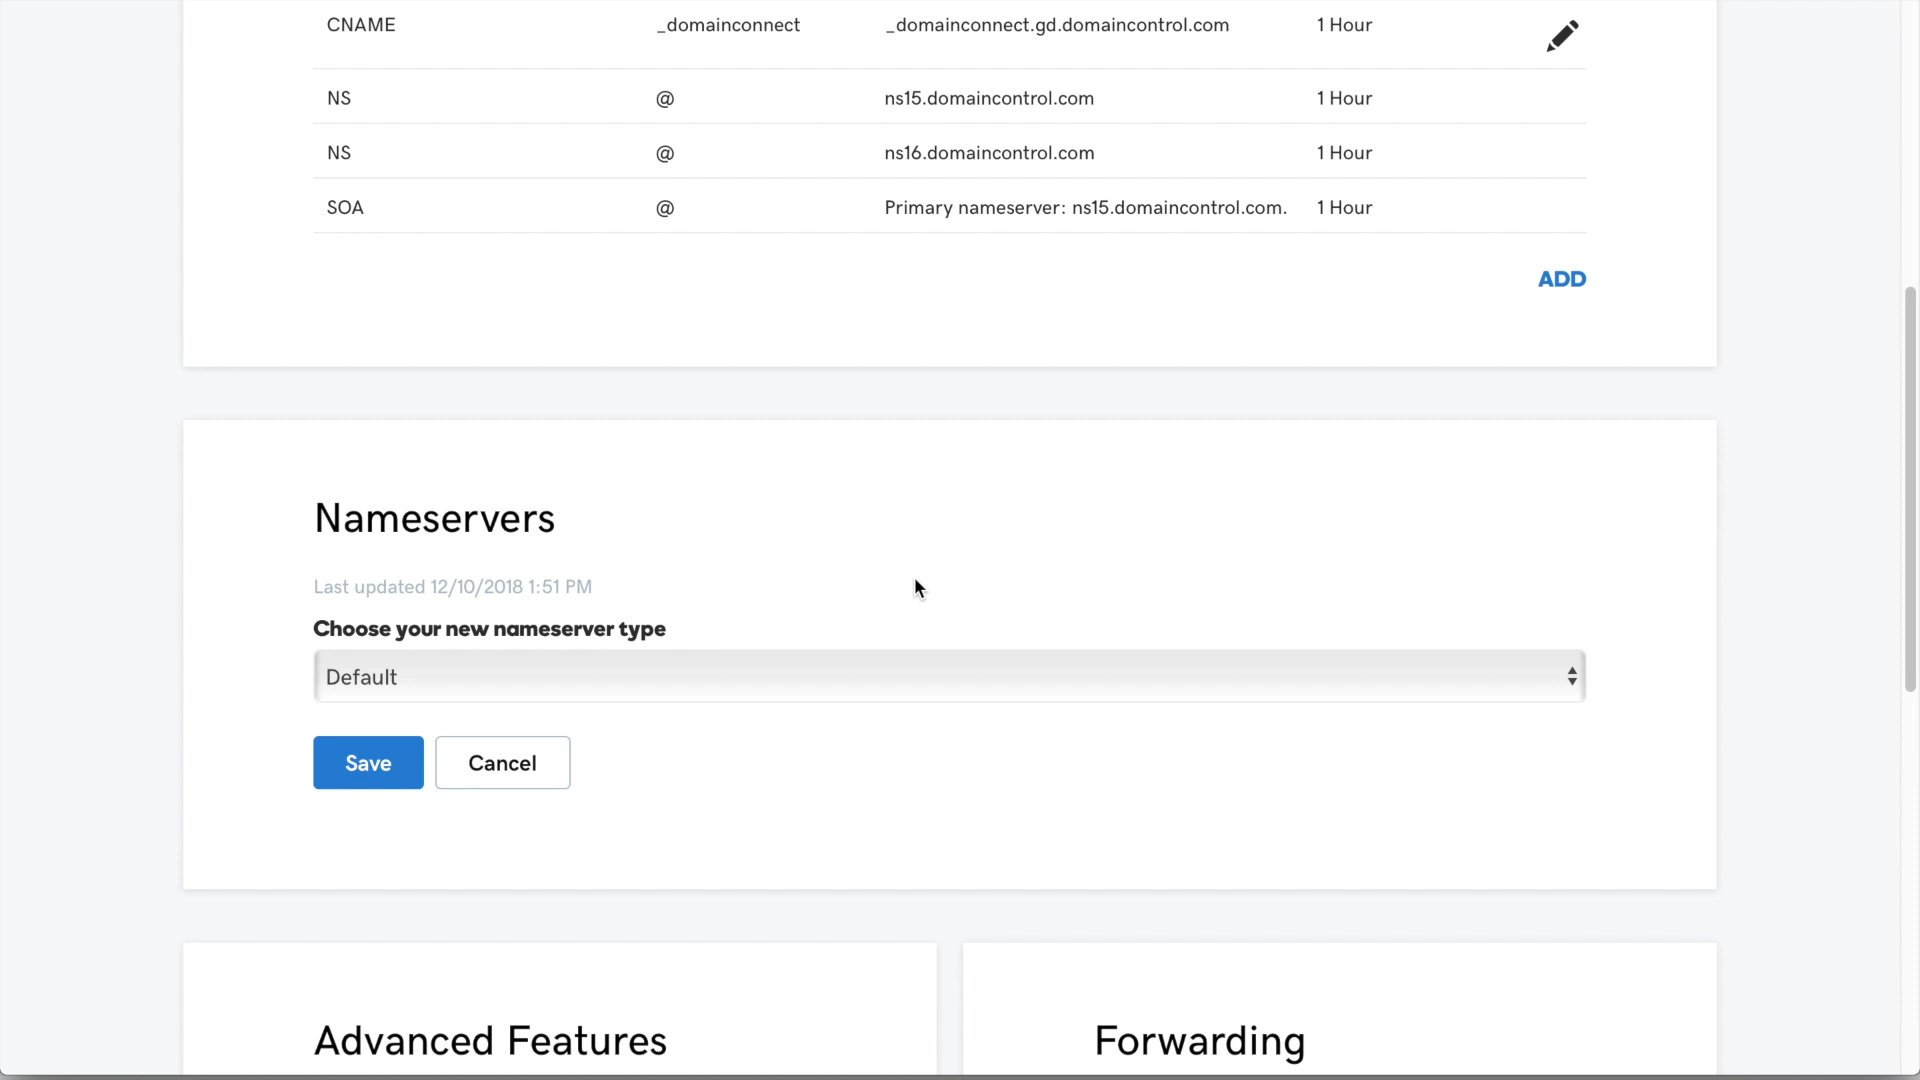 CNAME _domainconnect _domainconnect.gd.domaincontrol.com 1 Hour
NS @ ns15.domaincontrol.com 1 Hour
NS @ ns16.domaincontrol.com 1 Hour
SOA @ Primary nameserver: ns15.domaincontrol.com. 1 Hour
ADD
Nameservers
Last updated 12/10/2018 1:51 PM
Choose your new nameserver type
Default
Save Cancel
Advanced Features Forwarding